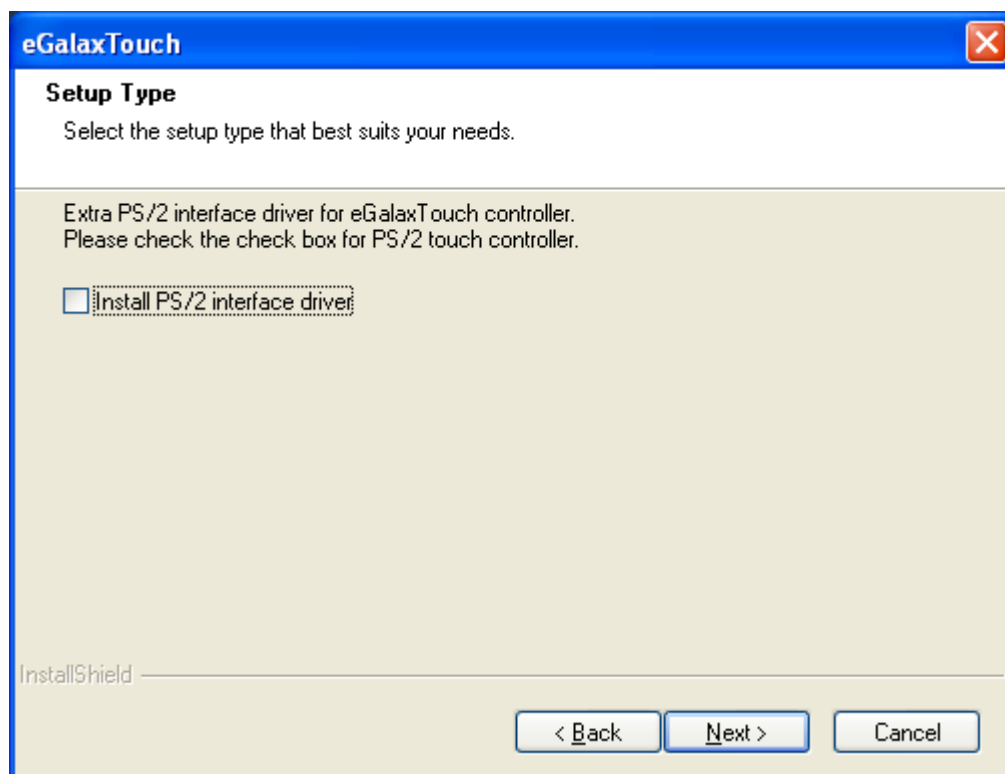 eGalaxTouch
Setup Type
Select the setup type that best suits your needs.
Extra PS/2 interface driver for eGalaxTouch controller.
Please check the check box for PS/2 touch controller.
Install PS/2 interface driver
InstallShield
< Back Next > Cancel